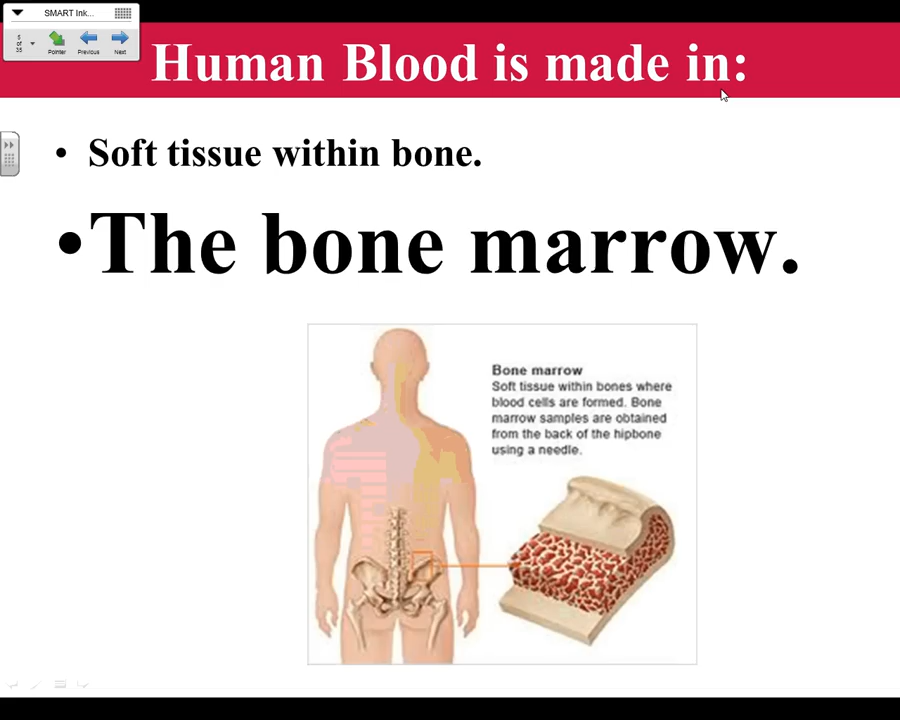 SMART Ink...
5
of
35
Pointer
Previous
Next
Human Blood is made in:
• Soft tissue within bone.
•The bone marrow.
Bone marrow
Soft tissue within bones where
blood cells are formed. Bone
marrow samples are obtained
from the back of the hipbone
using a needle.